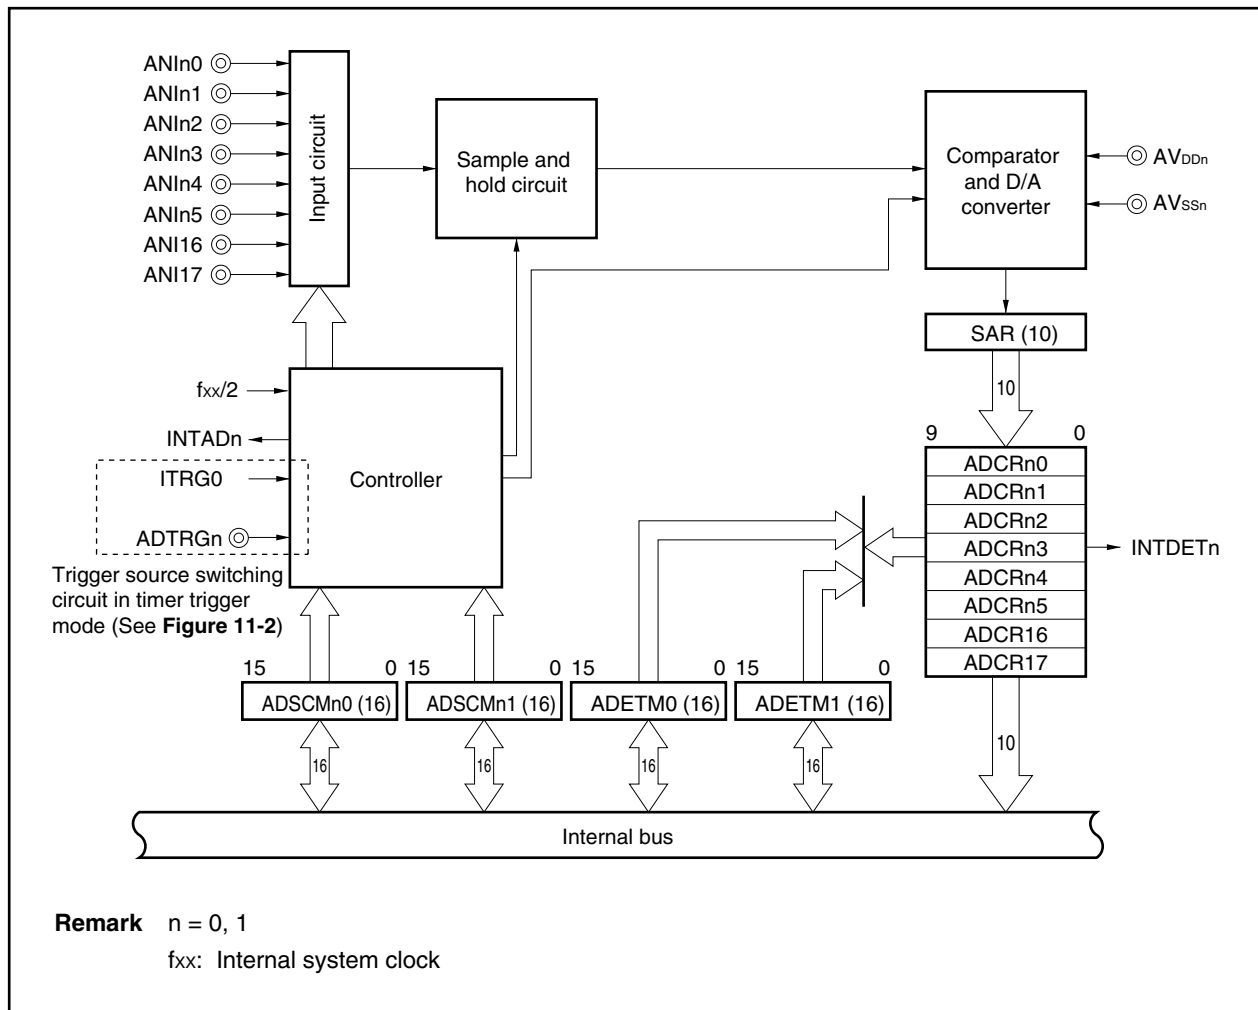 ANIn0
ANIn1
ANIn2
ANIn3
ANIn4
ANIn5
ANI16
ANI17
Input circuit
Sample and
hold circuit
Comparator
and D/A
converter
AVDDn
AVSSn
SAR (10)
10
fxx/2
INTADn
ITRG0
ADTRGn
Controller
Trigger source switching
circuit in timer trigger
mode (See Figure 11-2)
9 0
ADCRn0
ADCRn1
ADCRn2
ADCRn3
ADCRn4
ADCRn5
ADCR16
ADCR17
INTDETn
15 0
ADSCMn0 (16)
15 0
ADSCMn1 (16)
15 0
ADETM0 (16)
15 0
ADETM1 (16)
16
16
16
16
10
Internal bus
Remark n = 0, 1
fxx: Internal system clock